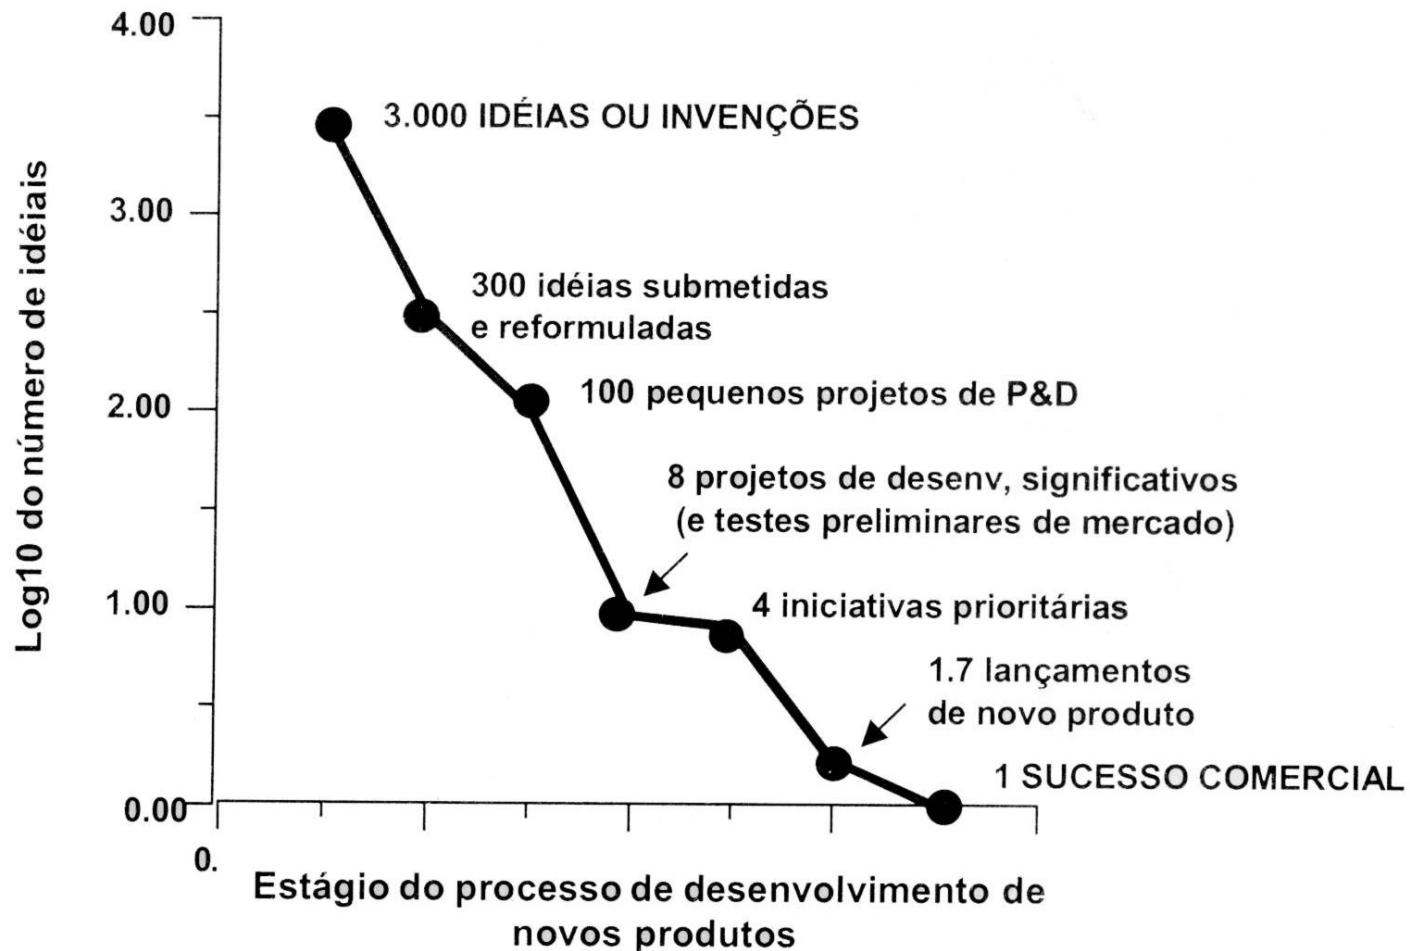 4.00
3.000 IDÉIAS OU INVENÇÕES
3.00
300 idéias submetidas
e reformuladas
2.00
100 pequenos projetos de P&D
8 projetos de desenv, significativos
(e testes preliminares de mercado)
1.00
4 iniciativas prioritárias
1.7 lançamentos
de novo produto
1 SUCESSO COMERCIAL
0.00
0.
Log10 do número de idéiais
Estágio do processo de desenvolvimento de
novos produtos